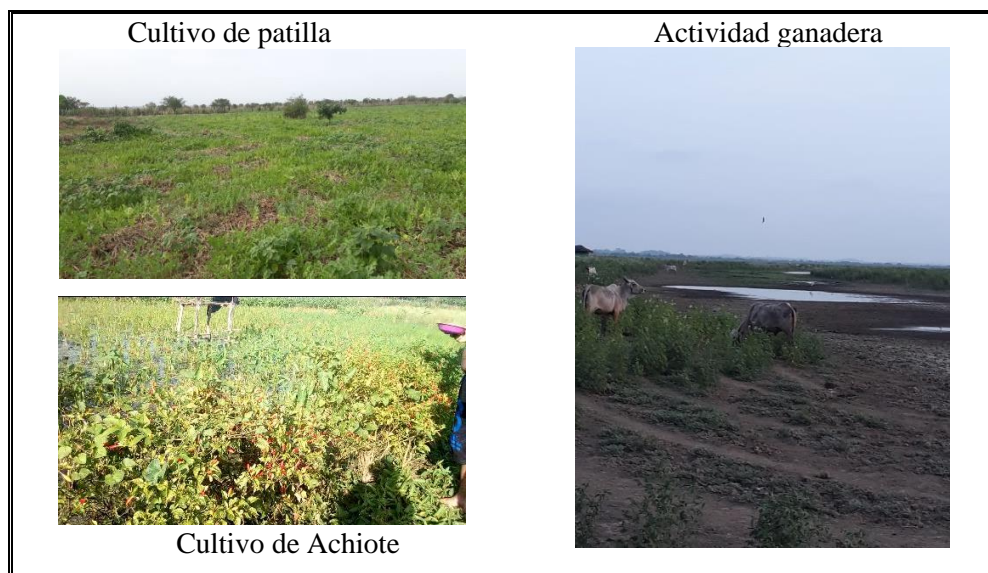 Cultivo de patilla
Actividad ganadera
Cultivo de Achiote